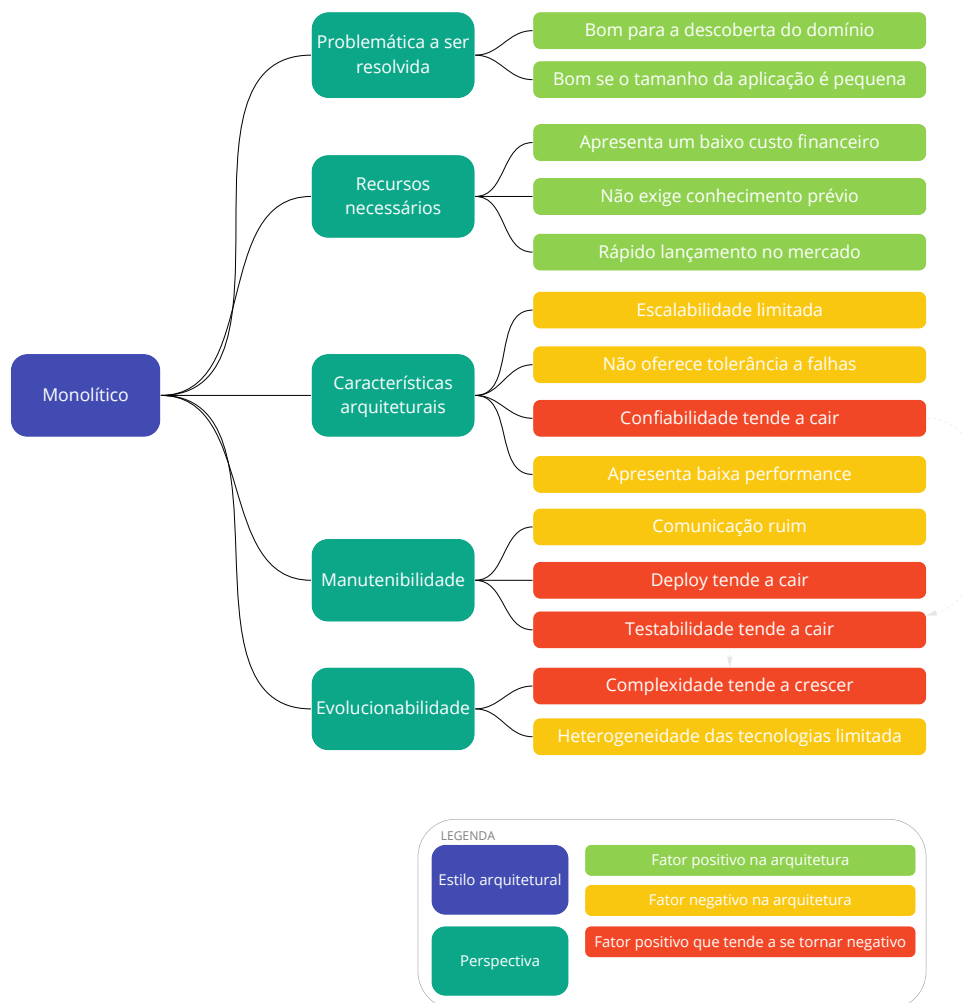 Problemática a ser
resolvida
Bom para a descoberta do domínio
Bom se o tamanho da aplicação é pequena
Recursos
necessários
Apresenta um baixo custo financeiro
Não exige conhecimento prévio
Rápido lançamento no mercado
Monolítico
Características
arquiteturais
Escalabilidade limitada
Não oferece tolerância a falhas
Confiabilidade tende a cair
Apresenta baixa performance
Manutenibilidade
Comunicação ruim
Deploy tende a cair
Testabilidade tende a cair
Evolucionabilidade
Complexidade tende a crescer
Heterogeneidade das tecnologias limitada
LEGENDA
Estilo arquitetural
Perspectiva
Fator positivo na arquitetura
Fator negativo na arquitetura
Fator positivo que tende a se tornar negativo